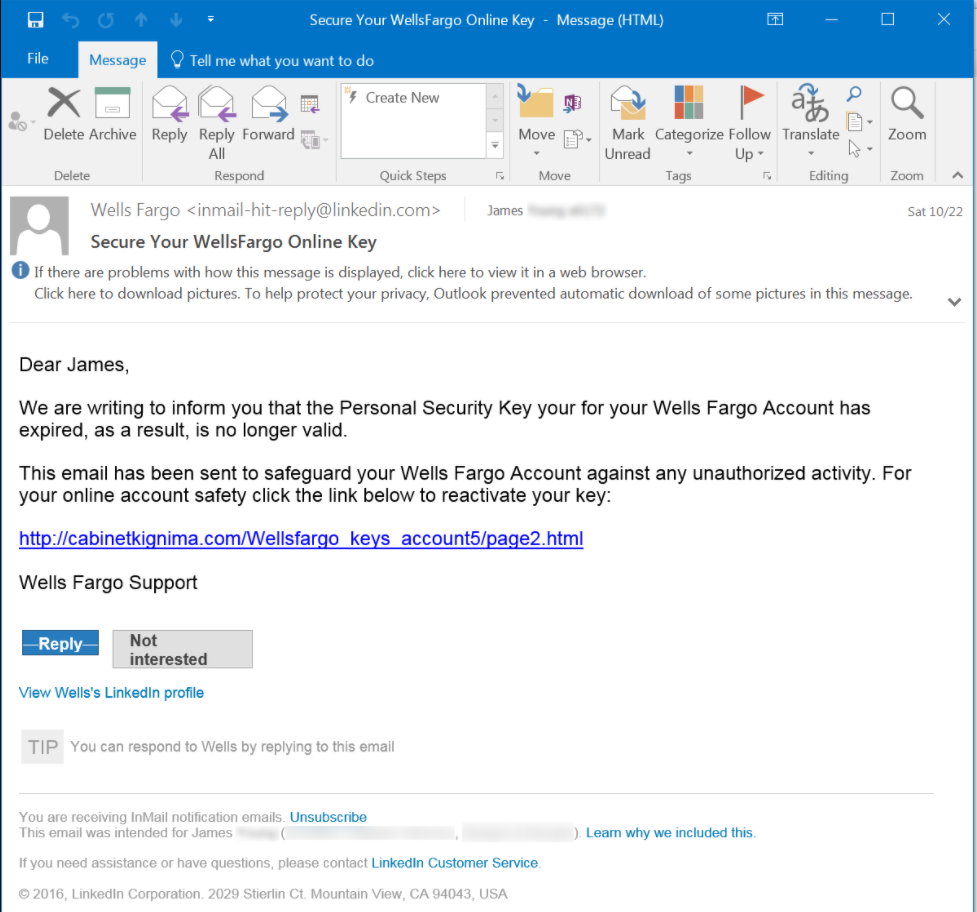 Secure Your WellsFargo Online Key - Message (HTML)
File Message Tell me what you want to do
Create New
Delete Archive Reply Reply All Forward Move Mark Unread Categorize Follow Up Translate Zoom
Delete Respond Quick Steps Move Tags Editing Zoom
Wells Fargo <inmail-hit-reply@linkedin.com> James Sat 10/22
Secure Your WellsFargo Online Key
If there are problems with how this message is displayed, click here to view it in a web browser.
Click here to download pictures. To help protect your privacy, Outlook prevented automatic download of some pictures in this message.
Dear James,
We are writing to inform you that the Personal Security Key your for your Wells Fargo Account has
expired, as a result, is no longer valid.
This email has been sent to safeguard your Wells Fargo Account against any unauthorized activity. For
your online account safety click the link below to reactivate your key:
http://cabinetkignima.com/Wellsfargo_keys_account5/page2.html
Wells Fargo Support
Reply Not
interested
View Wells's LinkedIn profile
TIP You can respond to Wells by replying to this email
You are receiving InMail notification emails. Unsubscribe
This email was intended for James ( , ). Learn why we included this.
If you need assistance or have questions, please contact LinkedIn Customer Service.
© 2016, LinkedIn Corporation. 2029 Stierlin Ct. Mountain View, CA 94043, USA